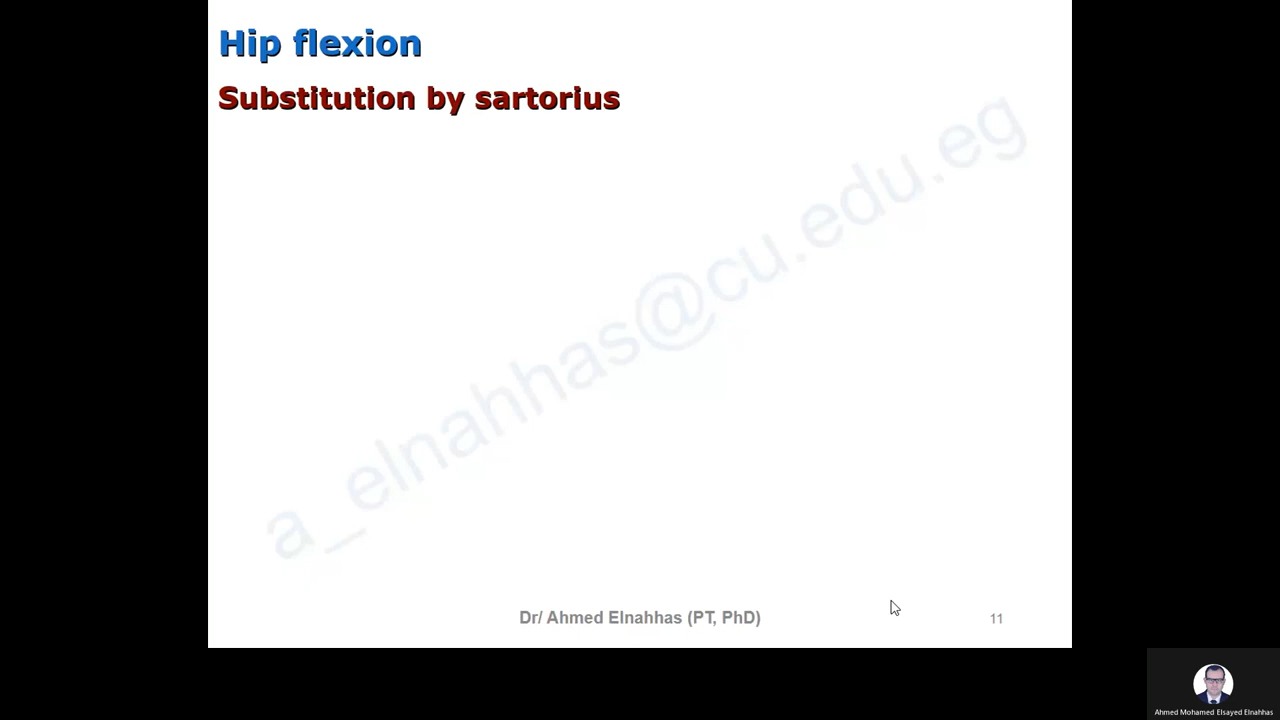 Hip flexion
Substitution by sartorius
a_elnahhas@cu.edu.eg
Dr/ Ahmed Elnahhas (PT, PhD)
11
Ahmed Mohamed Elsayed Elnahhas